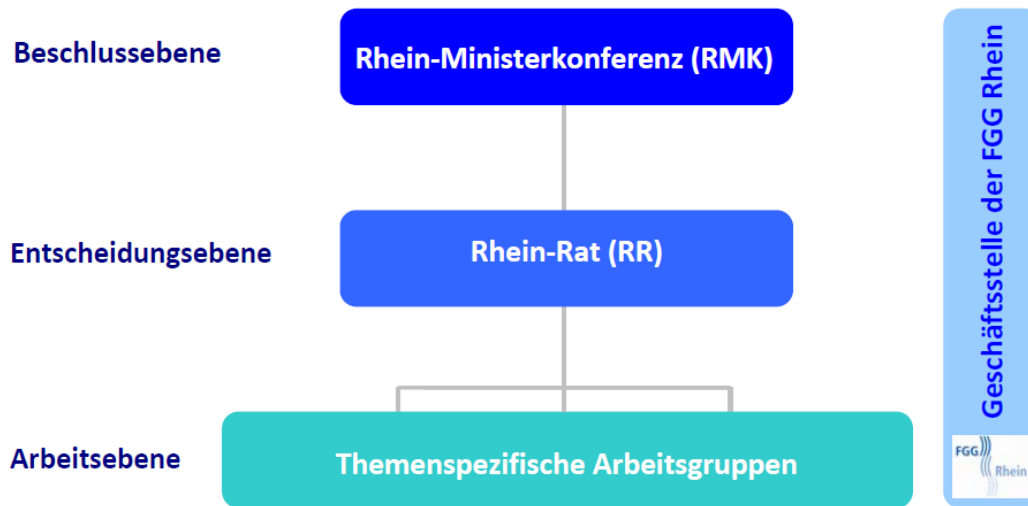 Beschlussebene
Rhein-Ministerkonferenz (RMK)
Entscheidungsebene
Rhein-Rat (RR)
Arbeitsebene
Themenspezifische Arbeitsgruppen
Geschäftsstelle der FGG Rhein
FGG
Rhein